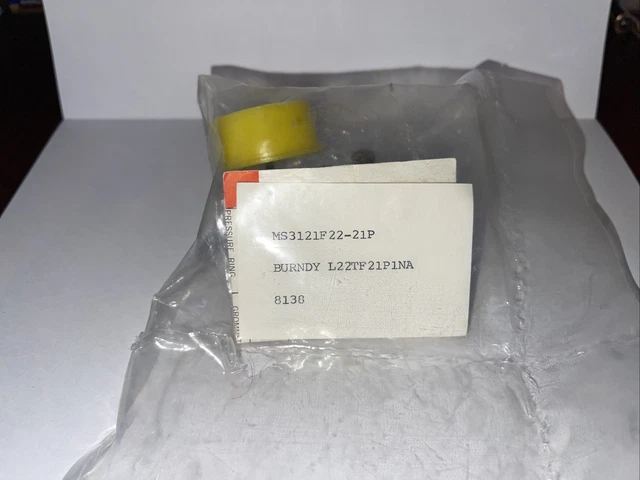 MS3121F22-21P
BURNDY L22TF21P1NA
8138
PRESSURE RING